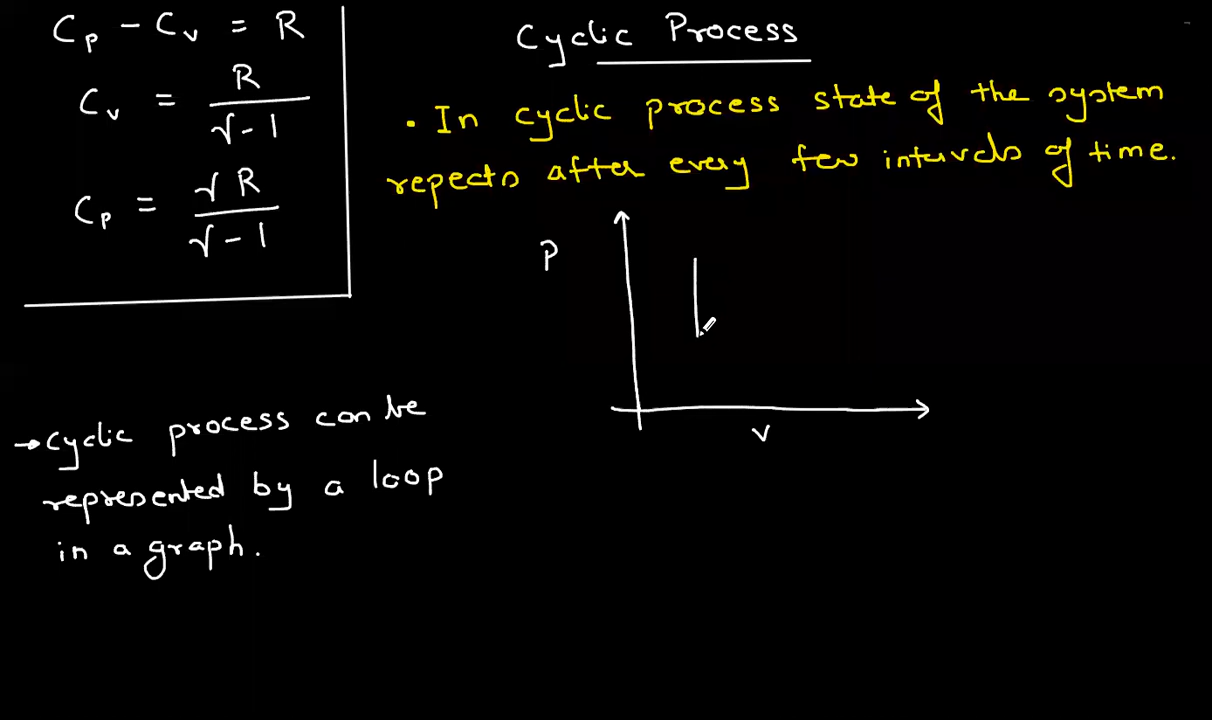 Cp - Cv = R
Cv = R / γ-1
Cp = γR / γ-1
Cyclic Process
• In cyclic process state of the system
repeats after every few intervals of time.
P
V
→ cyclic process can be
represented by a loop
in a graph.